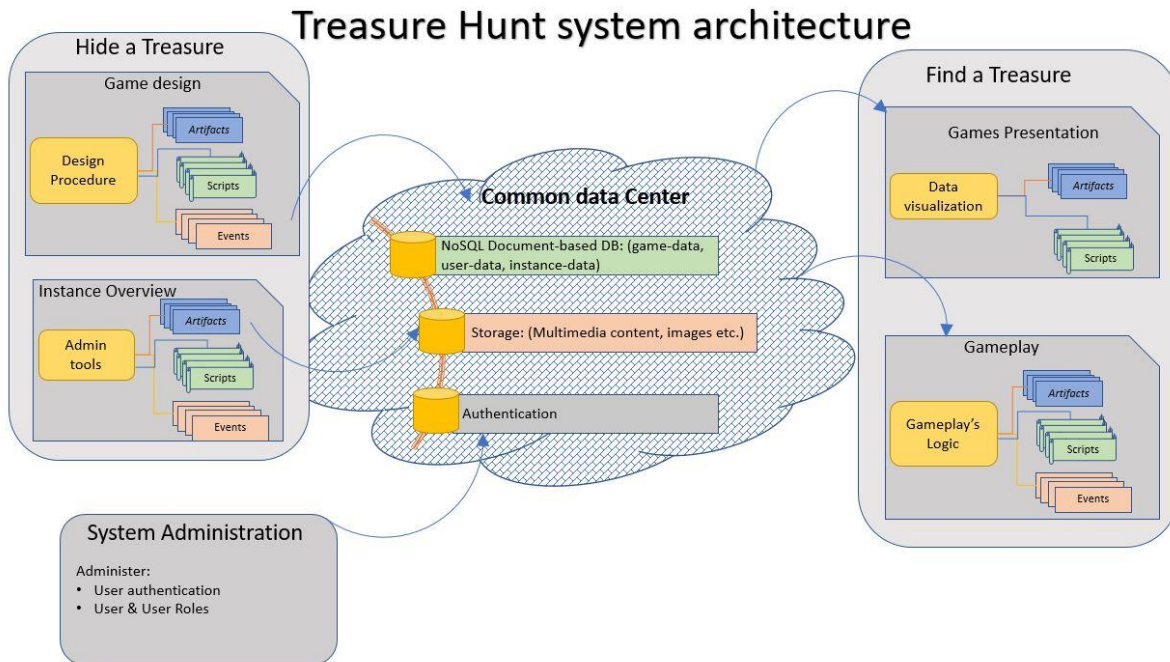 Treasure Hunt system architecture
Hide a Treasure
Game design
Design
Procedure
Artifacts
Scripts
Events
Instance Overview
Admin
tools
Artifacts
Scripts
Events
System Administration
Administer:
• User authentication
• User & User Roles
Common data Center
NoSQL Document-based DB: (game-data,
user-data, instance-data)
Storage: (Multimedia content, images etc.)
Authentication
Find a Treasure
Games Presentation
Data
visualization
Artifacts
Scripts
Gameplay
Gameplay's
Logic
Artifacts
Scripts
Events